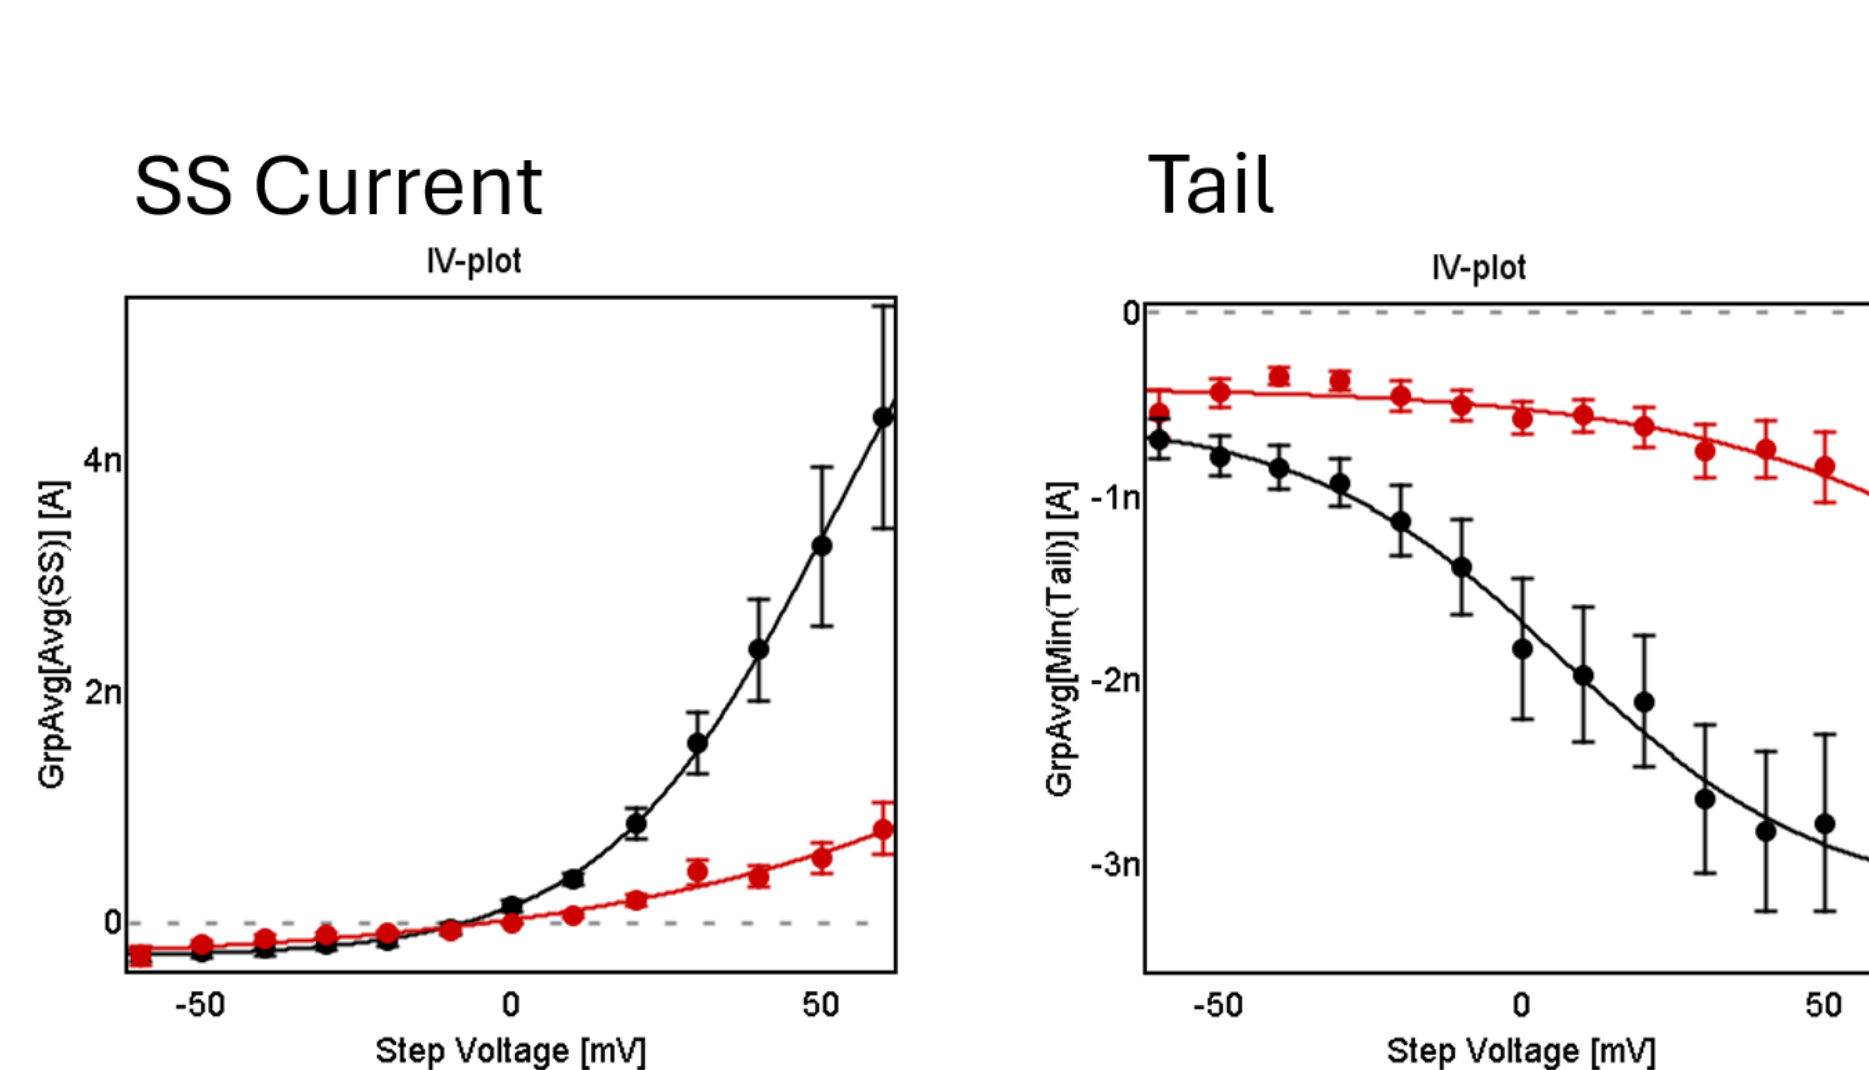 SS Current
IV-plot
GrpAvg[Avg(SS)] [A]
4n
2n
0
-50
0
50
Step Voltage [mV]
Tail
IV-plot
GrpAvg[Min(Tail)] [A]
0
-1n
-2n
-3n
-50
0
50
Step Voltage [mV]